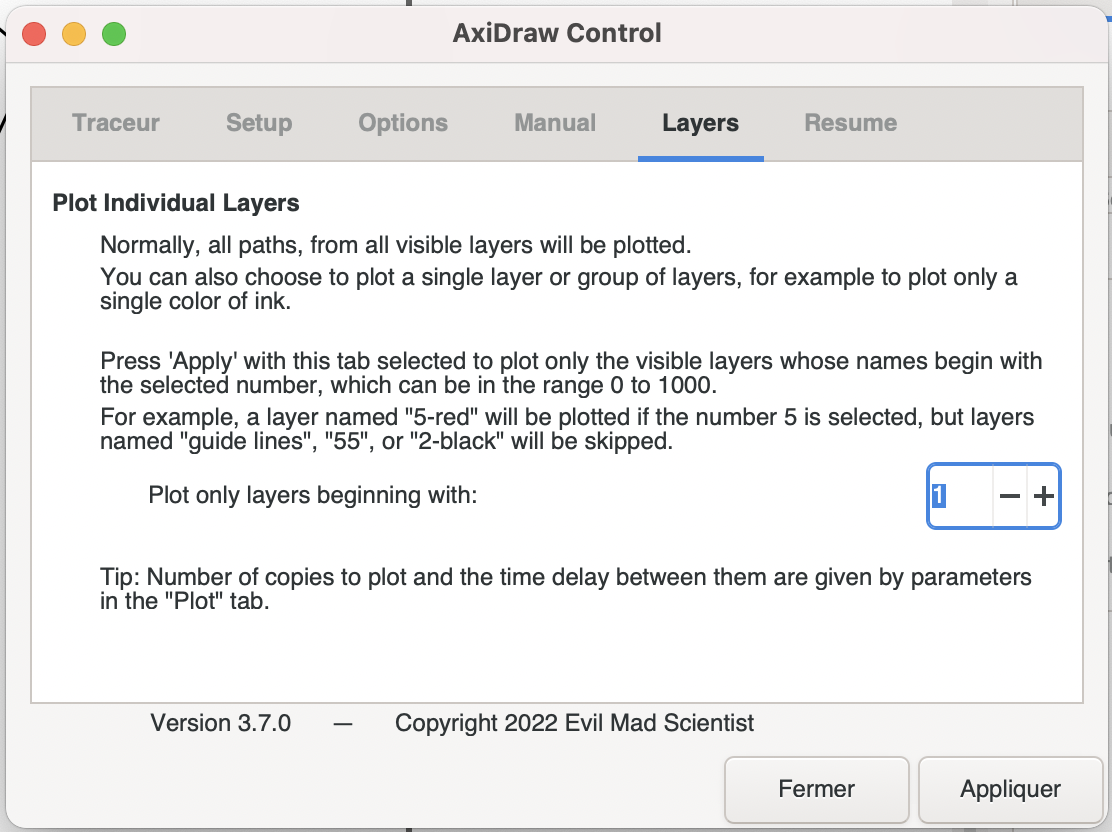 AxiDraw Control
Traceur Setup Options Manual Layers Resume
Plot Individual Layers
Normally, all paths, from all visible layers will be plotted.
You can also choose to plot a single layer or group of layers, for example to plot only a
single color of ink.
Press 'Apply' with this tab selected to plot only the visible layers whose names begin with
the selected number, which can be in the range 0 to 1000.
For example, a layer named "5-red" will be plotted if the number 5 is selected, but layers
named "guide lines", "55", or "2-black" will be skipped.
Plot only layers beginning with: 1 − +
Tip: Number of copies to plot and the time delay between them are given by parameters
in the "Plot" tab.
Version 3.7.0 — Copyright 2022 Evil Mad Scientist
Fermer Appliquer